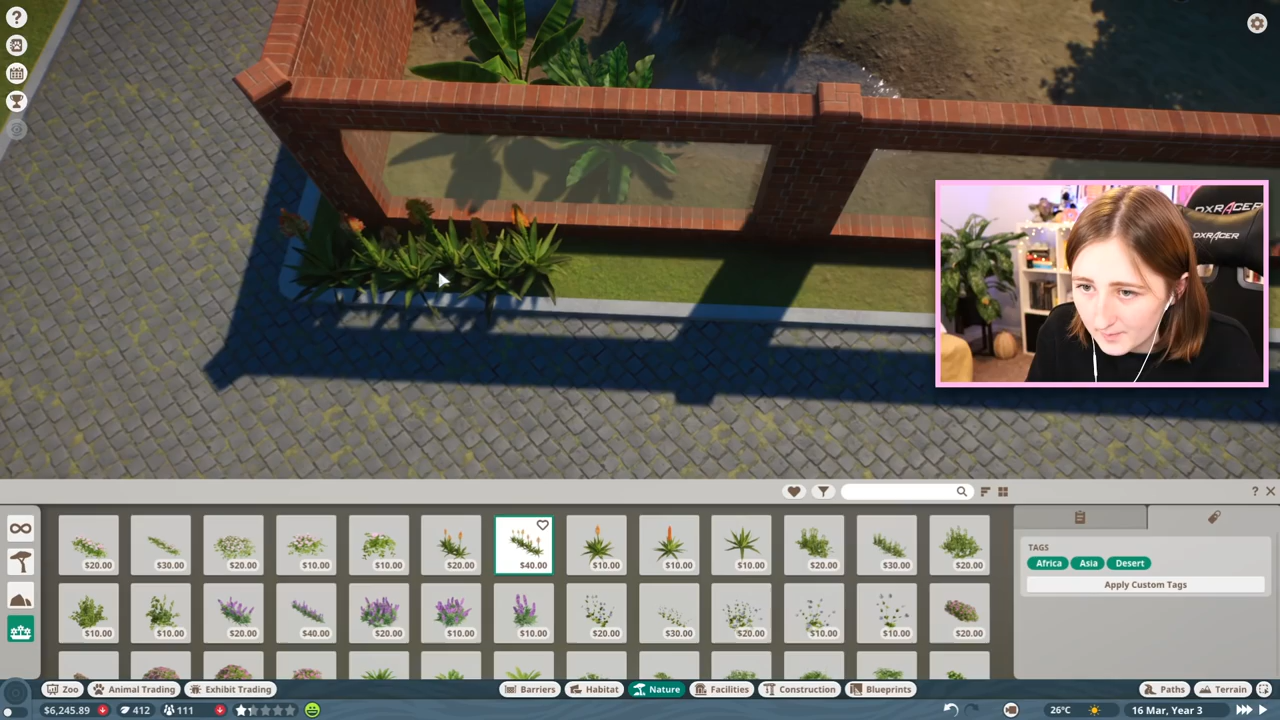 ?
DXRACER
DXRACER
?
$20.00 $30.00 $20.00 $10.00 $10.00 $20.00 $40.00 $10.00 $10.00 $10.00 $20.00 $30.00 $20.00
TAGS
Africa Asia Desert
Apply Custom Tags
$10.00 $10.00 $20.00 $40.00 $20.00 $10.00 $10.00 $20.00 $30.00 $20.00 $10.00 $10.00 $20.00
Zoo Animal Trading Exhibit Trading Barriers Habitat Nature Facilities Construction Blueprints Paths Terrain
$6,245.89 412 111 26°C 16 Mar, Year 3